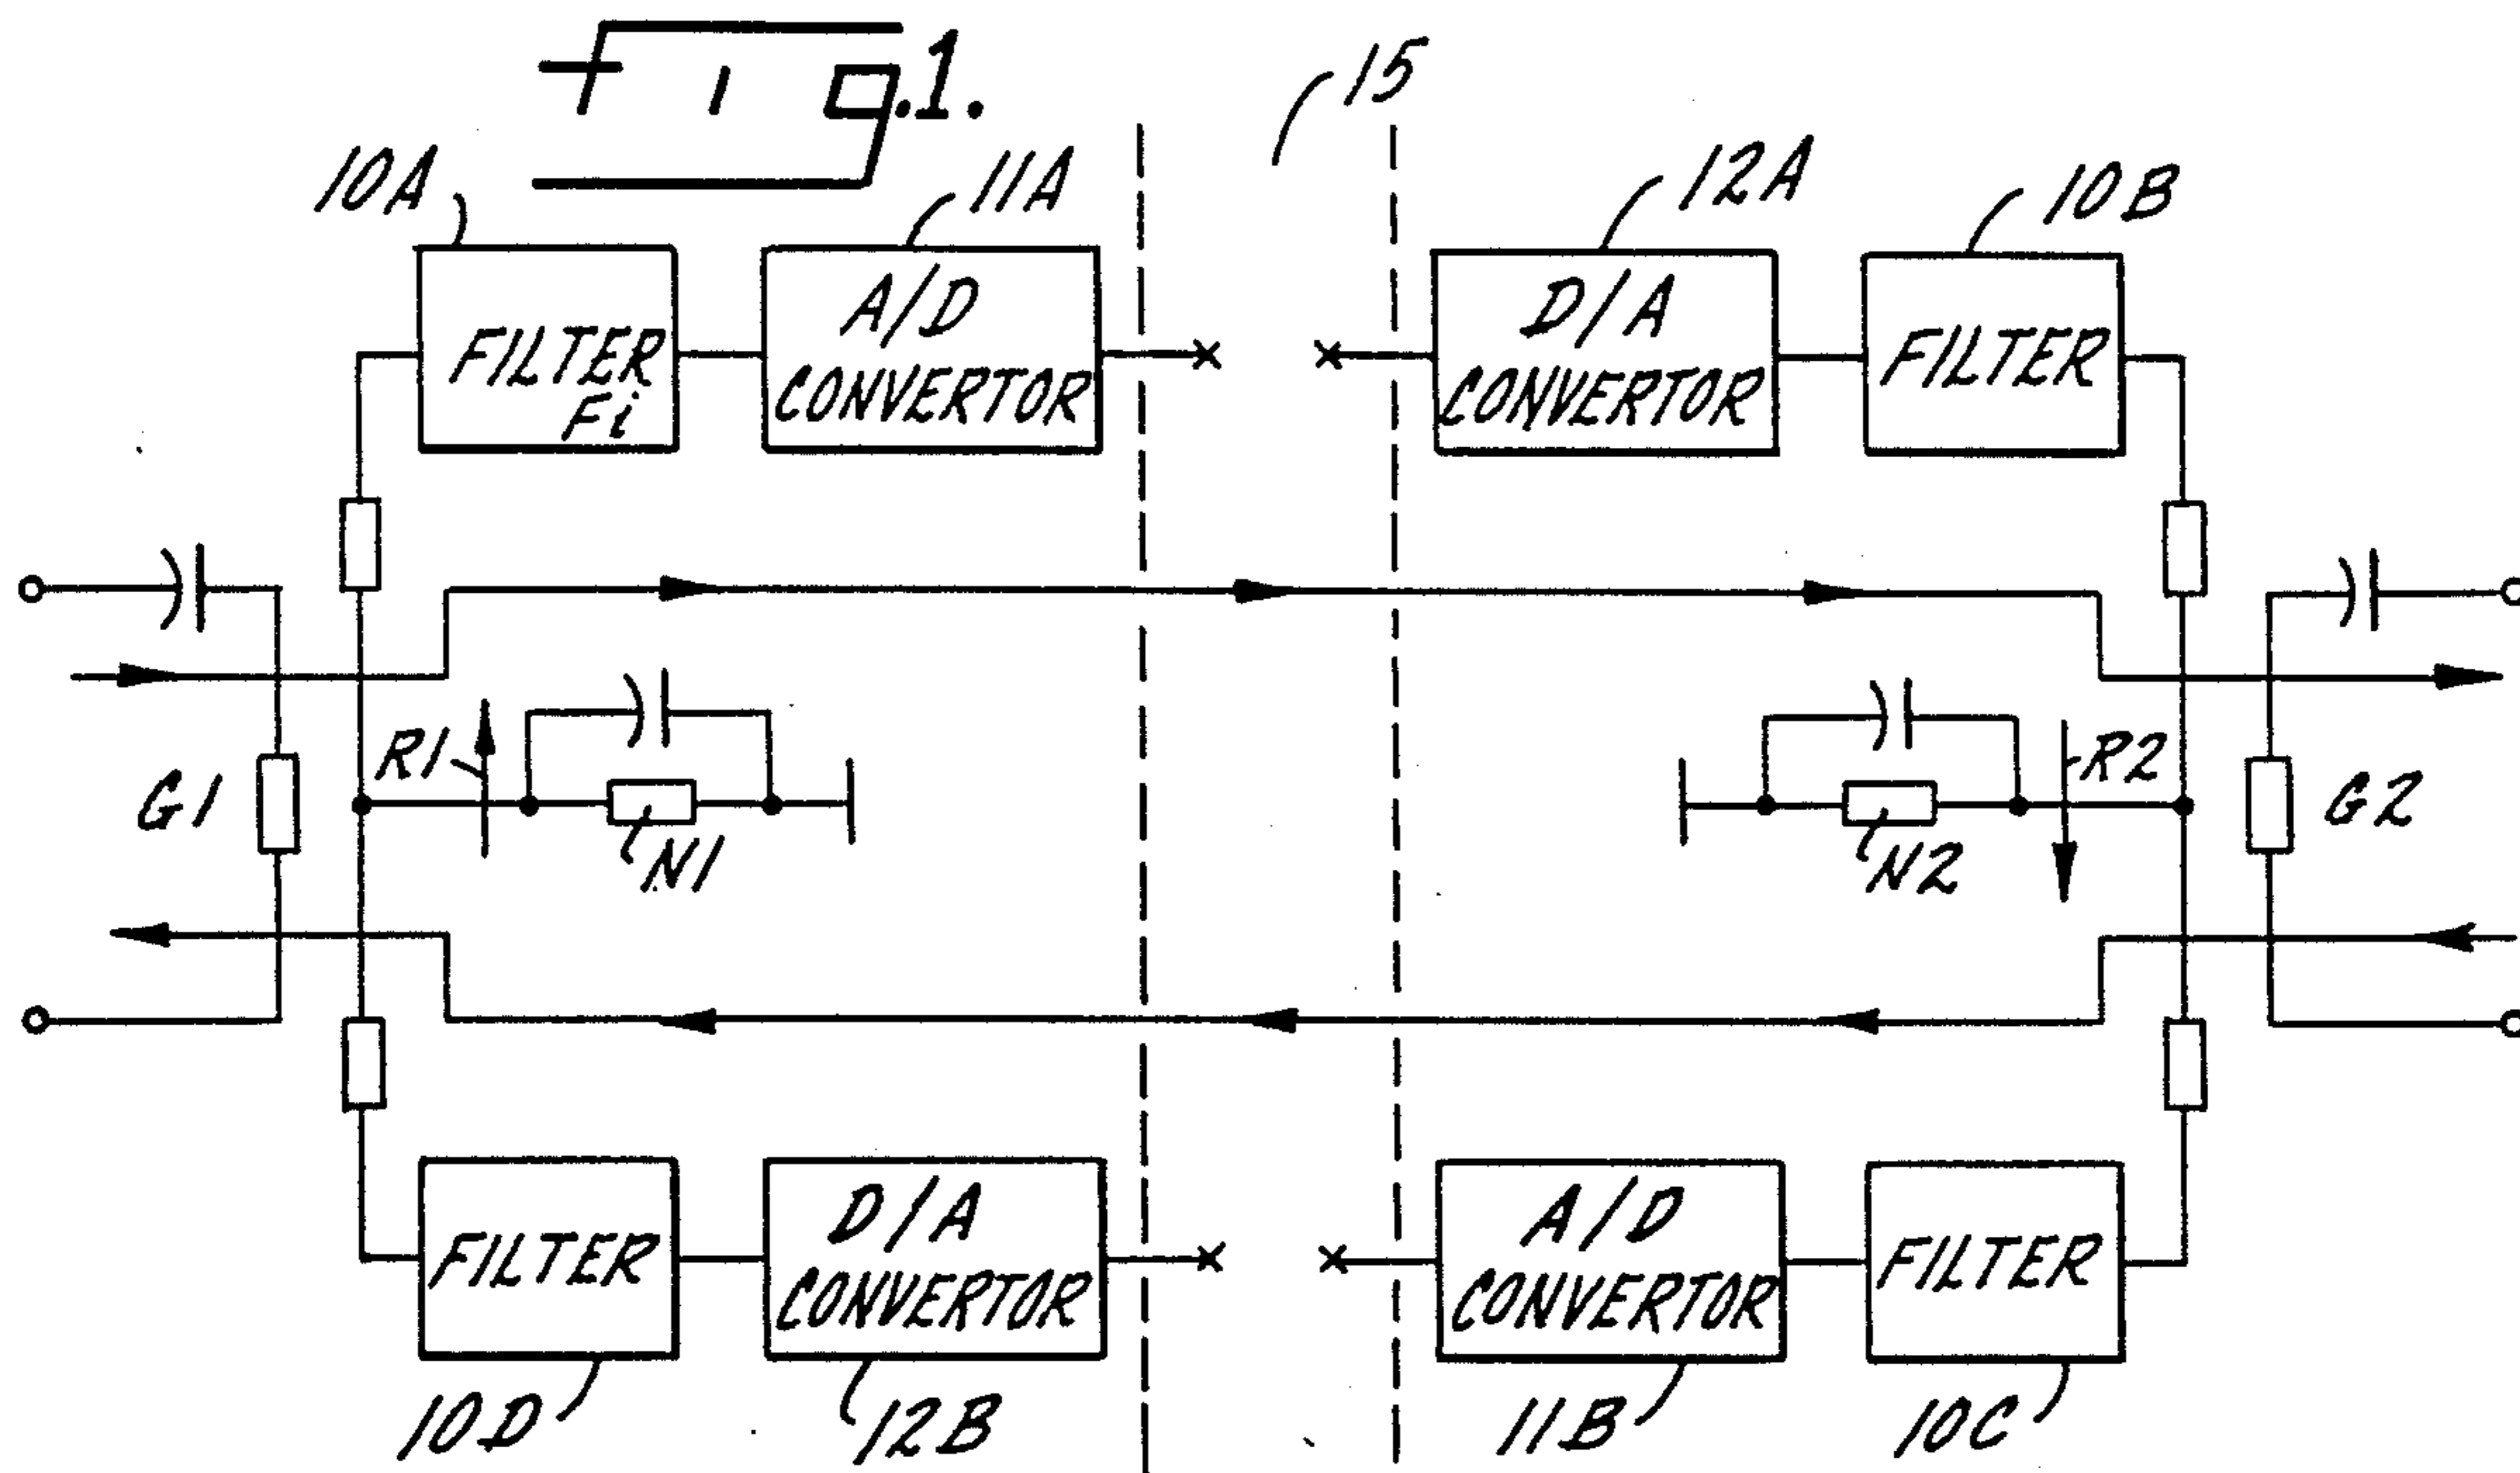 Fig.1.
15
10A
11A
12A
10B
FILTER
Fi
A/D
CONVERTOR
D/A
CONVERTOR
FILTER
R1
G1
N1
R2
G2
N2
FILTER
D/A
CONVERTOR
A/D
CONVERTOR
FILTER
10D
12B
11B
10C